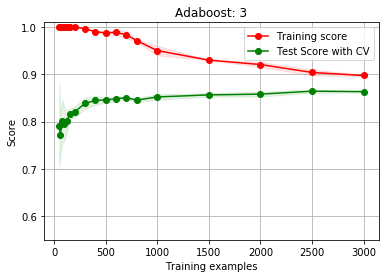 Adaboost: 3
Training score
Test Score with CV
Score
1.0
0.9
0.8
0.7
0.6
0
500
1000
1500
2000
2500
3000
Training examples